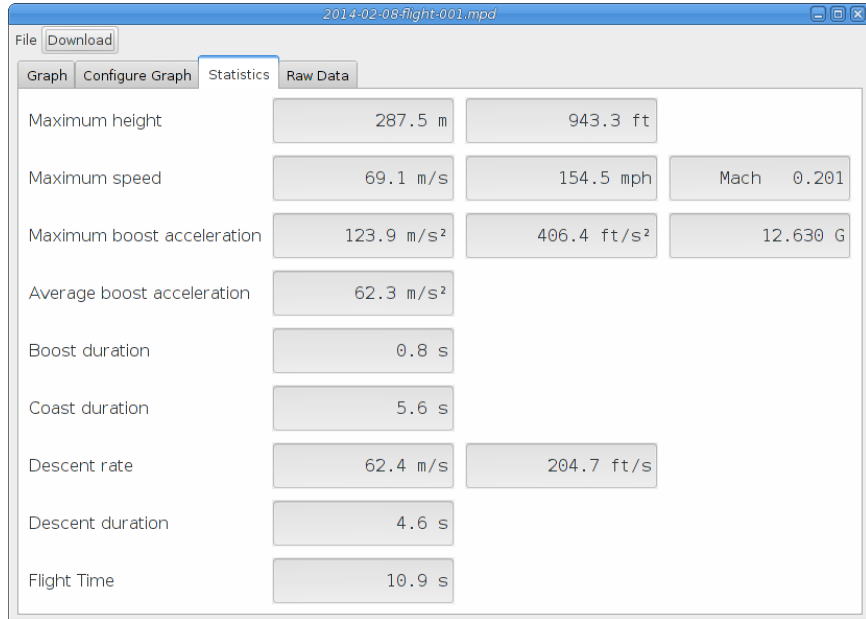 2014-02-08-flight-001.mpd
File Download
Graph Configure Graph Statistics Raw Data
Maximum height 287.5 m 943.3 ft
Maximum speed 69.1 m/s 154.5 mph Mach 0.201
Maximum boost acceleration 123.9 m/s² 406.4 ft/s² 12.630 G
Average boost acceleration 62.3 m/s²
Boost duration 0.8 s
Coast duration 5.6 s
Descent rate 62.4 m/s 204.7 ft/s
Descent duration 4.6 s
Flight Time 10.9 s